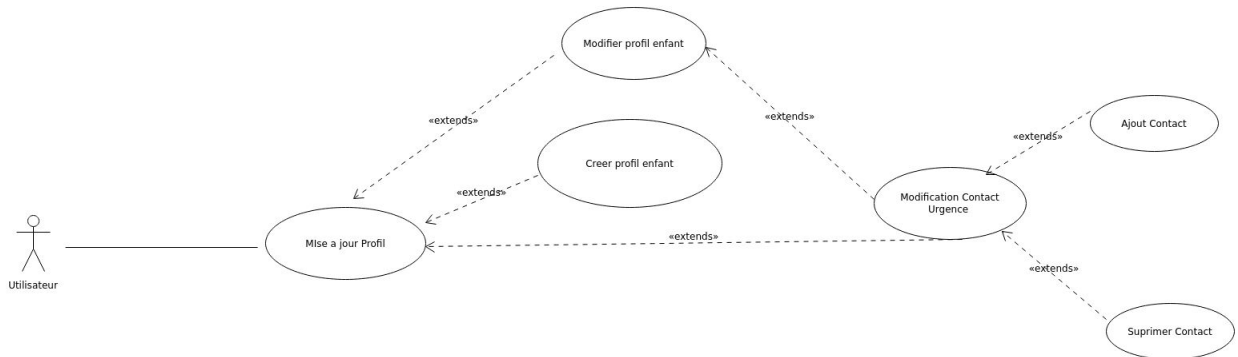 Modifier profil enfant
«extends»
«extends»
Ajout Contact
«extends»
Creer profil enfant
«extends»
Modification Contact
Urgence
MIse a jour Profil
«extends»
«extends»
Utilisateur
Suprimer Contact